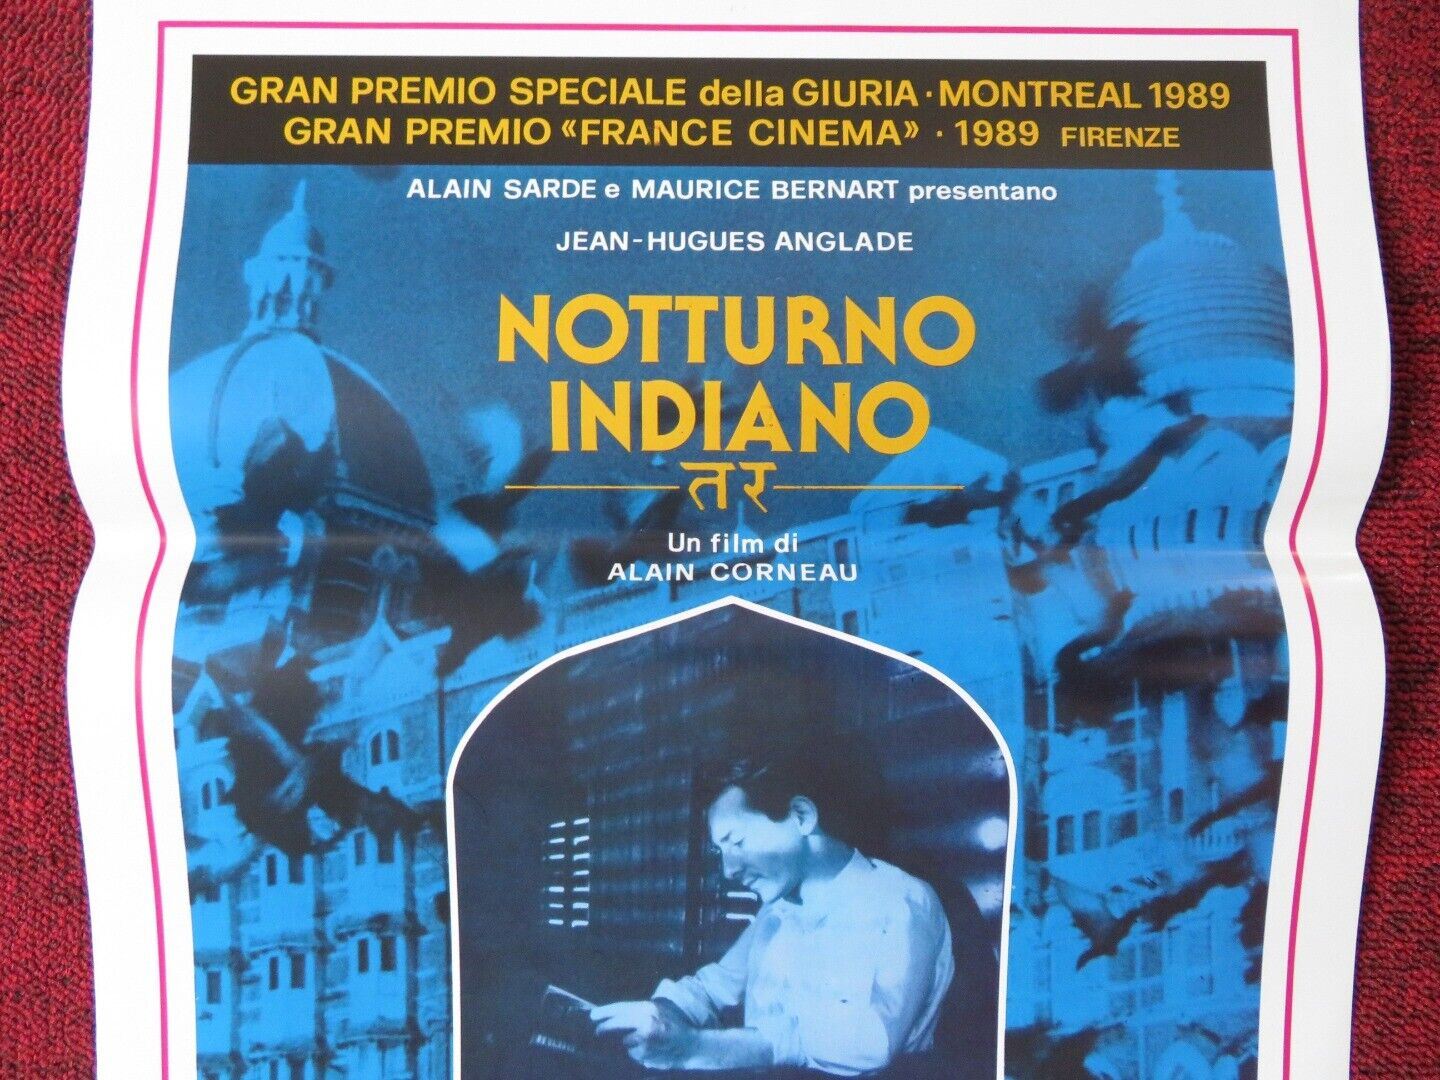 GRAN PREMIO SPECIALE della GIURIA · MONTREAL 1989
GRAN PREMIO «FRANCE CINEMA» · 1989 FIRENZE
ALAIN SARDE e MAURICE BERNART presentano
JEAN-HUGUES ANGLADE
NOTTURNO
INDIANO
तर
Un film di
ALAIN CORNEAU